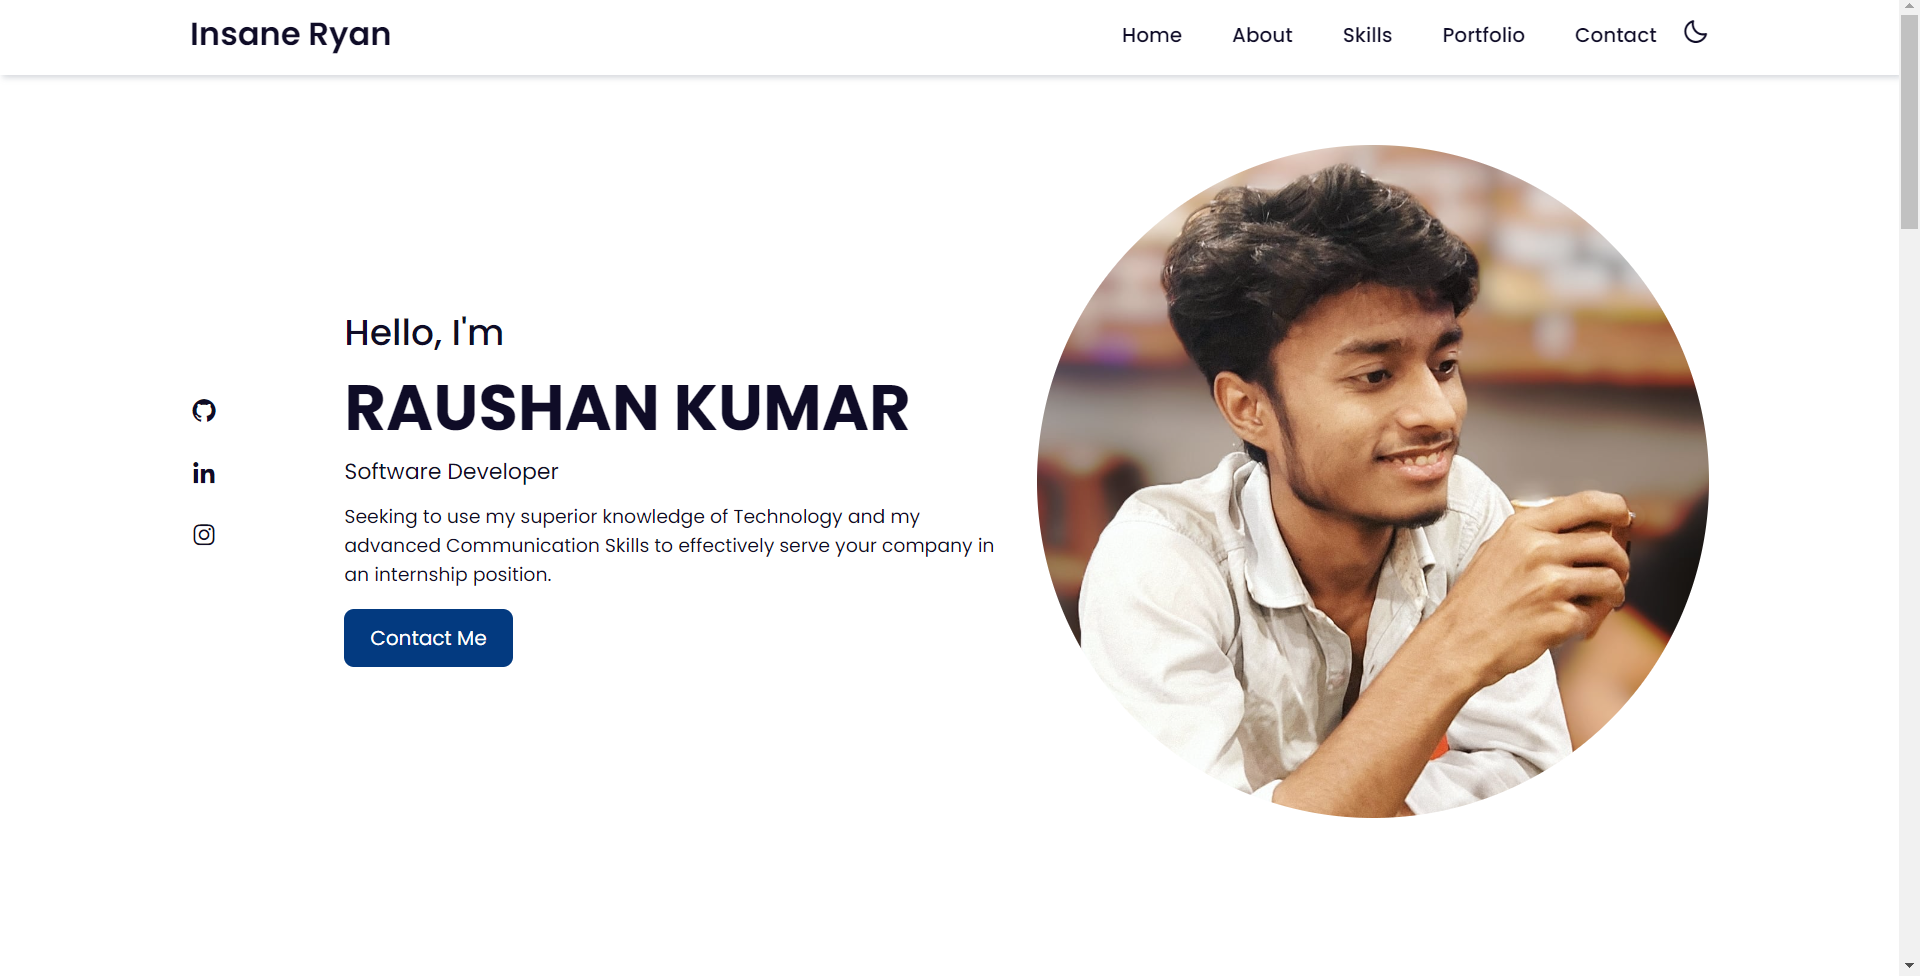 Insane Ryan
Home About Skills Portfolio Contact
Hello, I'm
RAUSHAN KUMAR
Software Developer
Seeking to use my superior knowledge of Technology and my
advanced Communication Skills to effectively serve your company in
an internship position.
Contact Me